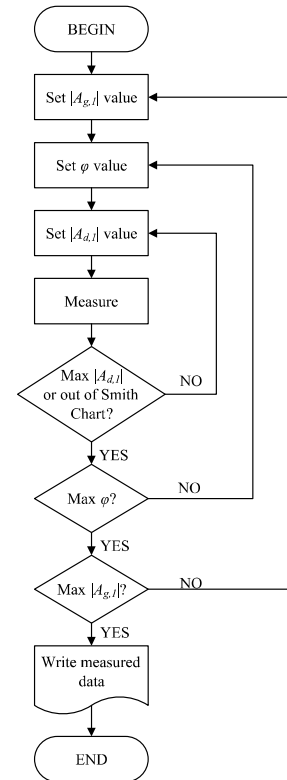 BEGIN
Set |A_{g,1}| value
Set φ value
Set |A_{d,1}| value
Measure
Max |A_{d,1}|
or out of Smith
Chart?
NO
YES
Max φ?
NO
YES
Max |A_{g,1}|?
NO
YES
Write measured
data
END